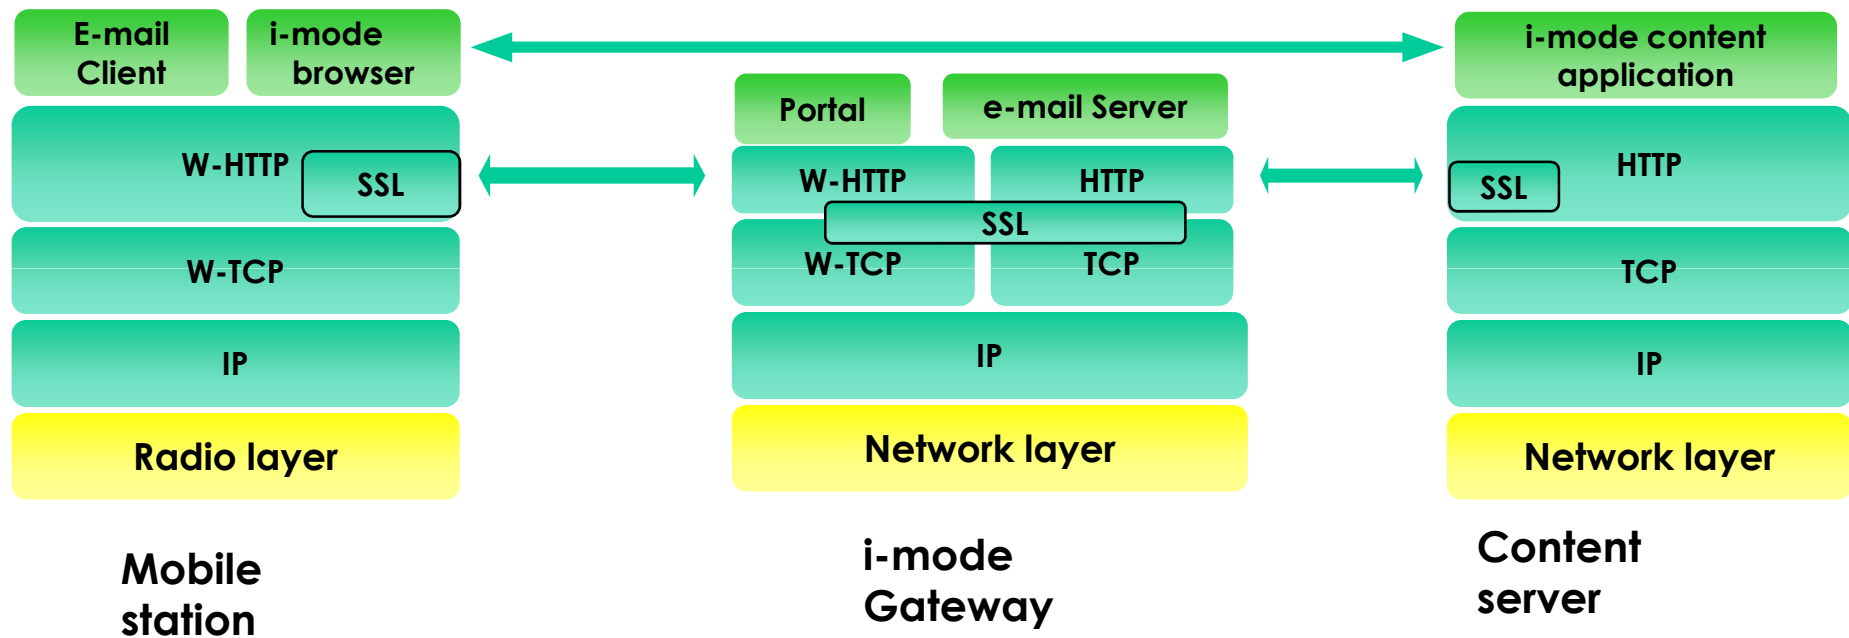 E-mail
Client
i-mode
browser
W-HTTP
SSL
W-TCP
IP
Radio layer
Mobile
station
Portal
e-mail Server
W-HTTP
HTTP
SSL
W-TCP
TCP
IP
Network layer
i-mode
Gateway
i-mode content
application
HTTP
SSL
TCP
IP
Network layer
Content
server